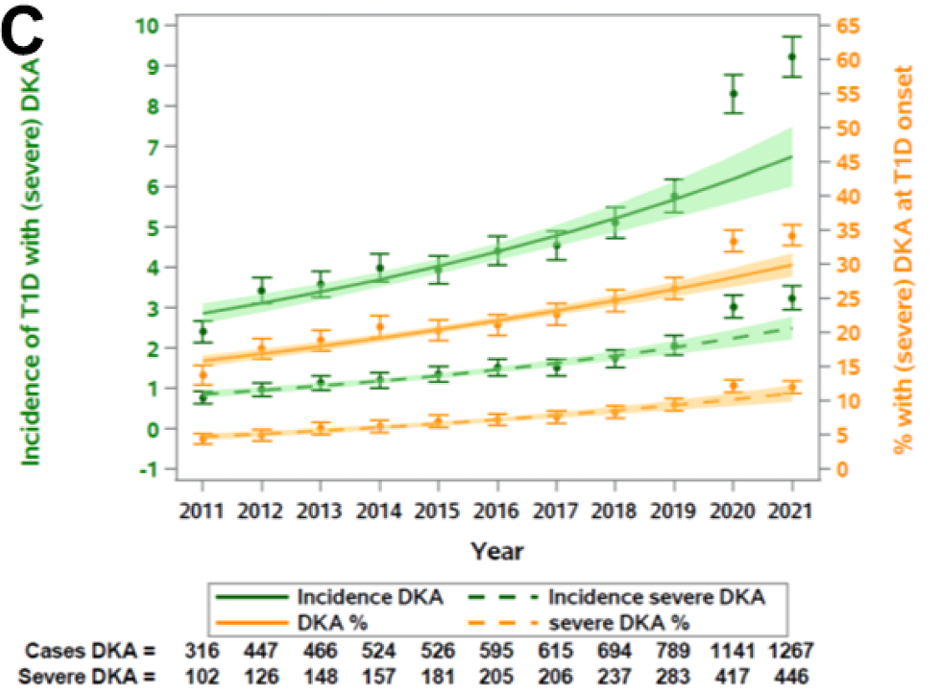 C
Incidence of T1D with (severe) DKA
10
9
8
7
6
5
4
3
2
1
0
-1
65
60
55
50
45
40
35
30
25
20
15
10
5
0
% with (severe) DKA at T1D onset
2011 2012 2013 2014 2015 2016 2017 2018 2019 2020 2021
Year
Incidence DKA Incidence severe DKA
DKA % severe DKA %
Cases DKA = 316 447 466 524 526 595 615 694 789 1141 1267
Severe DKA = 102 126 148 157 181 205 206 237 283 417 446